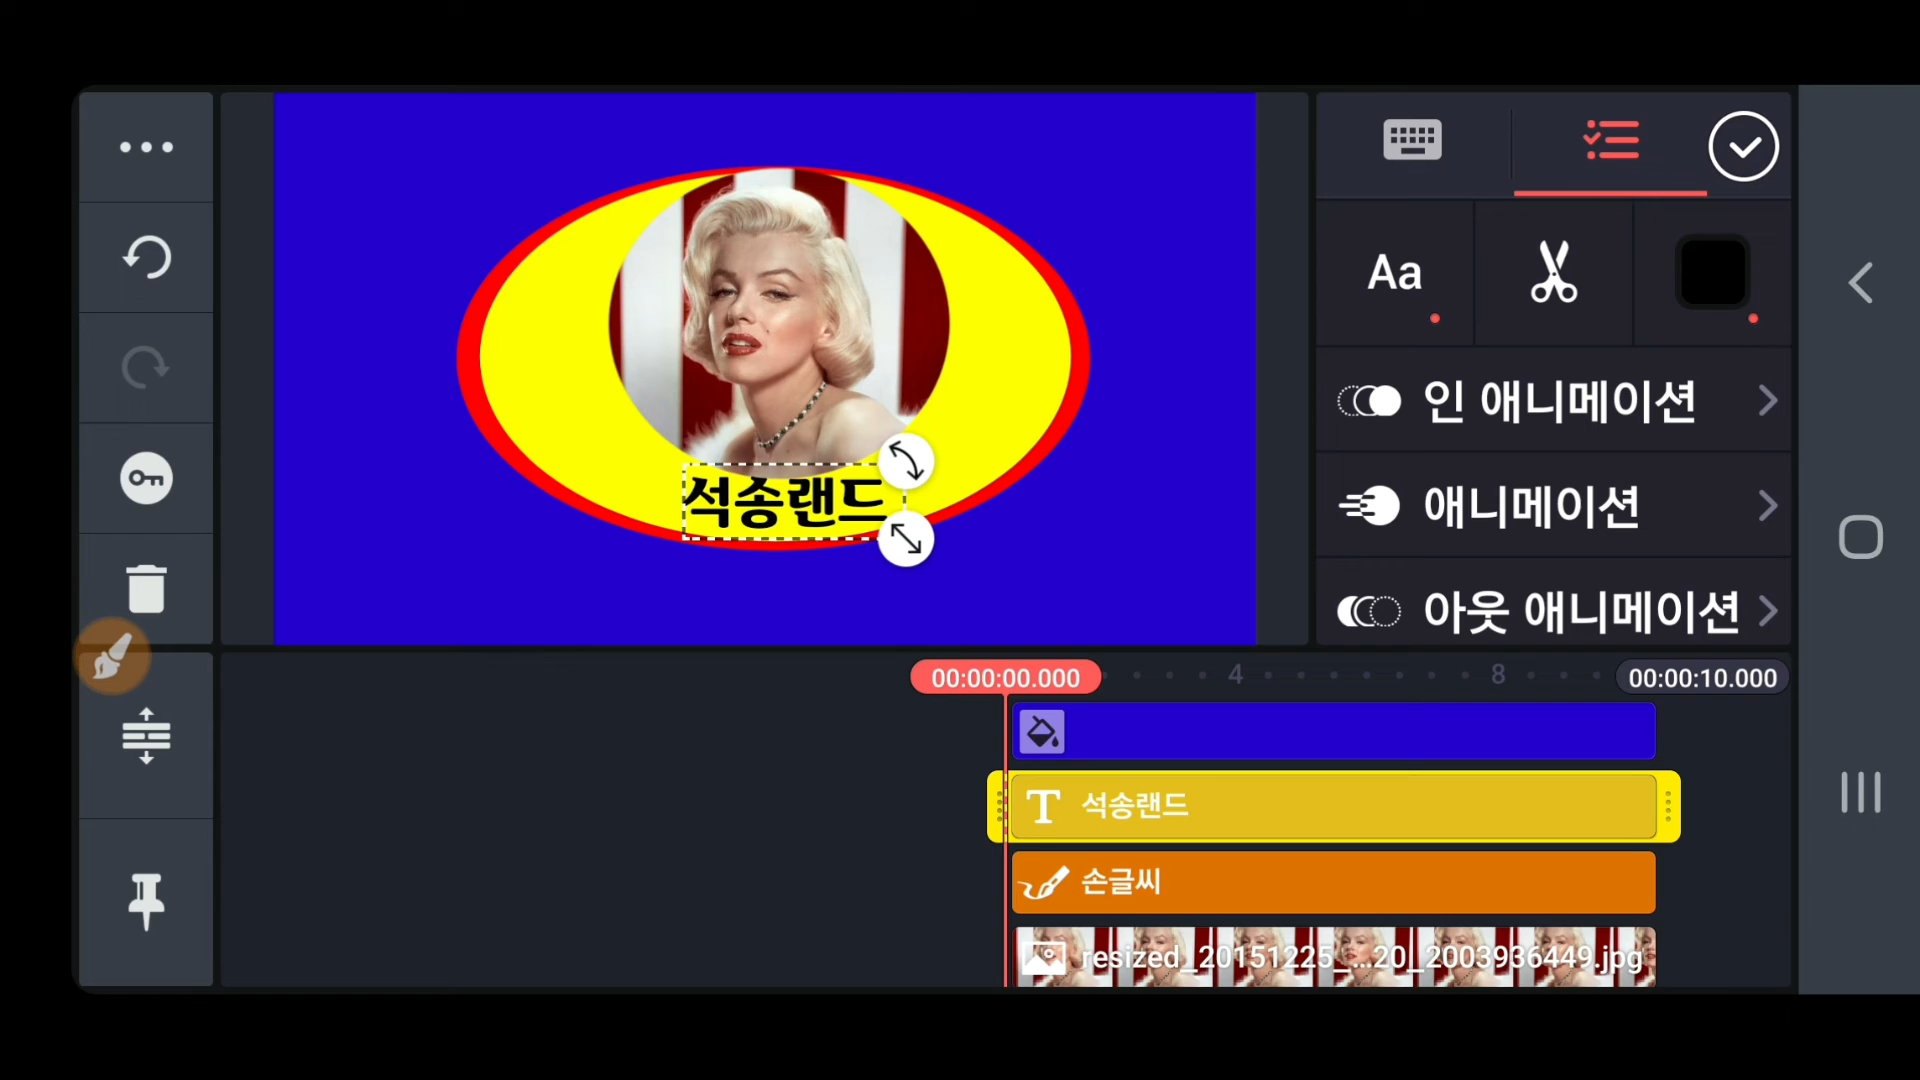 Aa
인 애니메이션
애니메이션
아웃 애니메이션
석송랜드
00:00:00.000
4
8
00:00:10.000
T 석송랜드
손글씨
resized_20151225_...20_2003936449.jpg